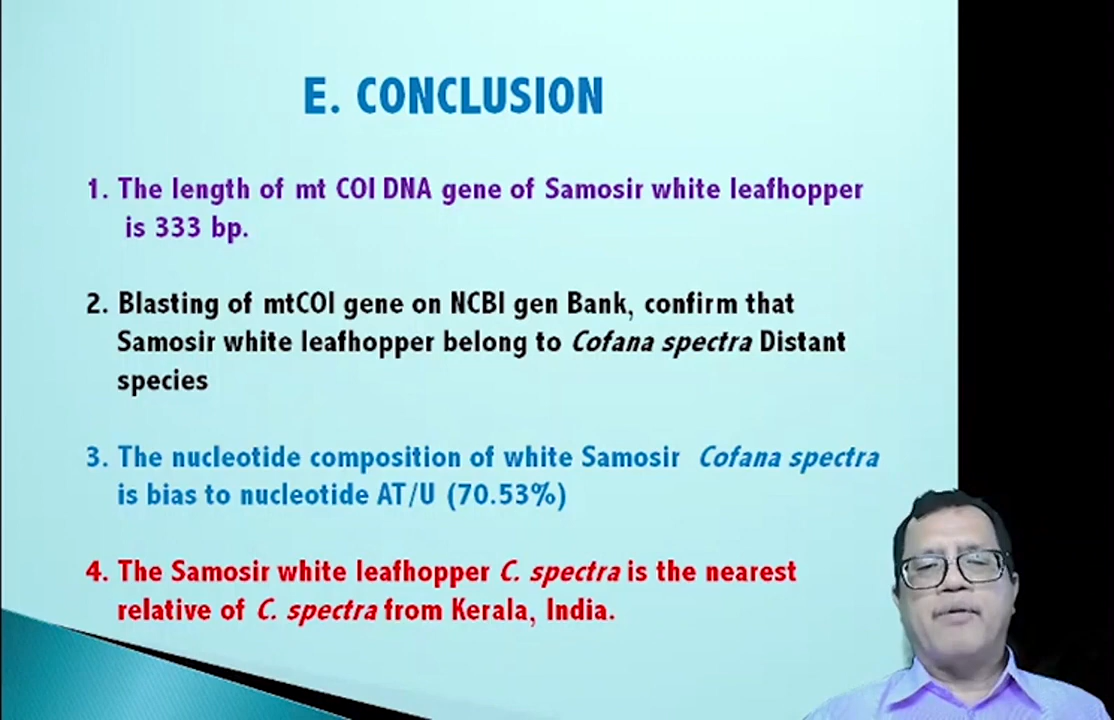 E. CONCLUSION
1. The length of mt COI DNA gene of Samosir white leafhopper
is 333 bp.
2. Blasting of mtCOI gene on NCBI gen Bank, confirm that
Samosir white leafhopper belong to Cofana spectra Distant
species
3. The nucleotide composition of white Samosir Cofana spectra
is bias to nucleotide AT/U (70.53%)
4. The Samosir white leafhopper C. spectra is the nearest
relative of C. spectra from Kerala, India.